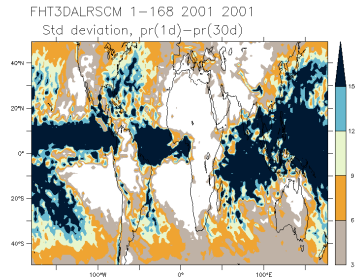 FHT3DALRSCM 1-168 2001 2001
Std deviation, pr(1d)-pr(30d)
40°N
20°N
0°
20°S
40°S
100°W 0° 100°E
15
12
9
6
3